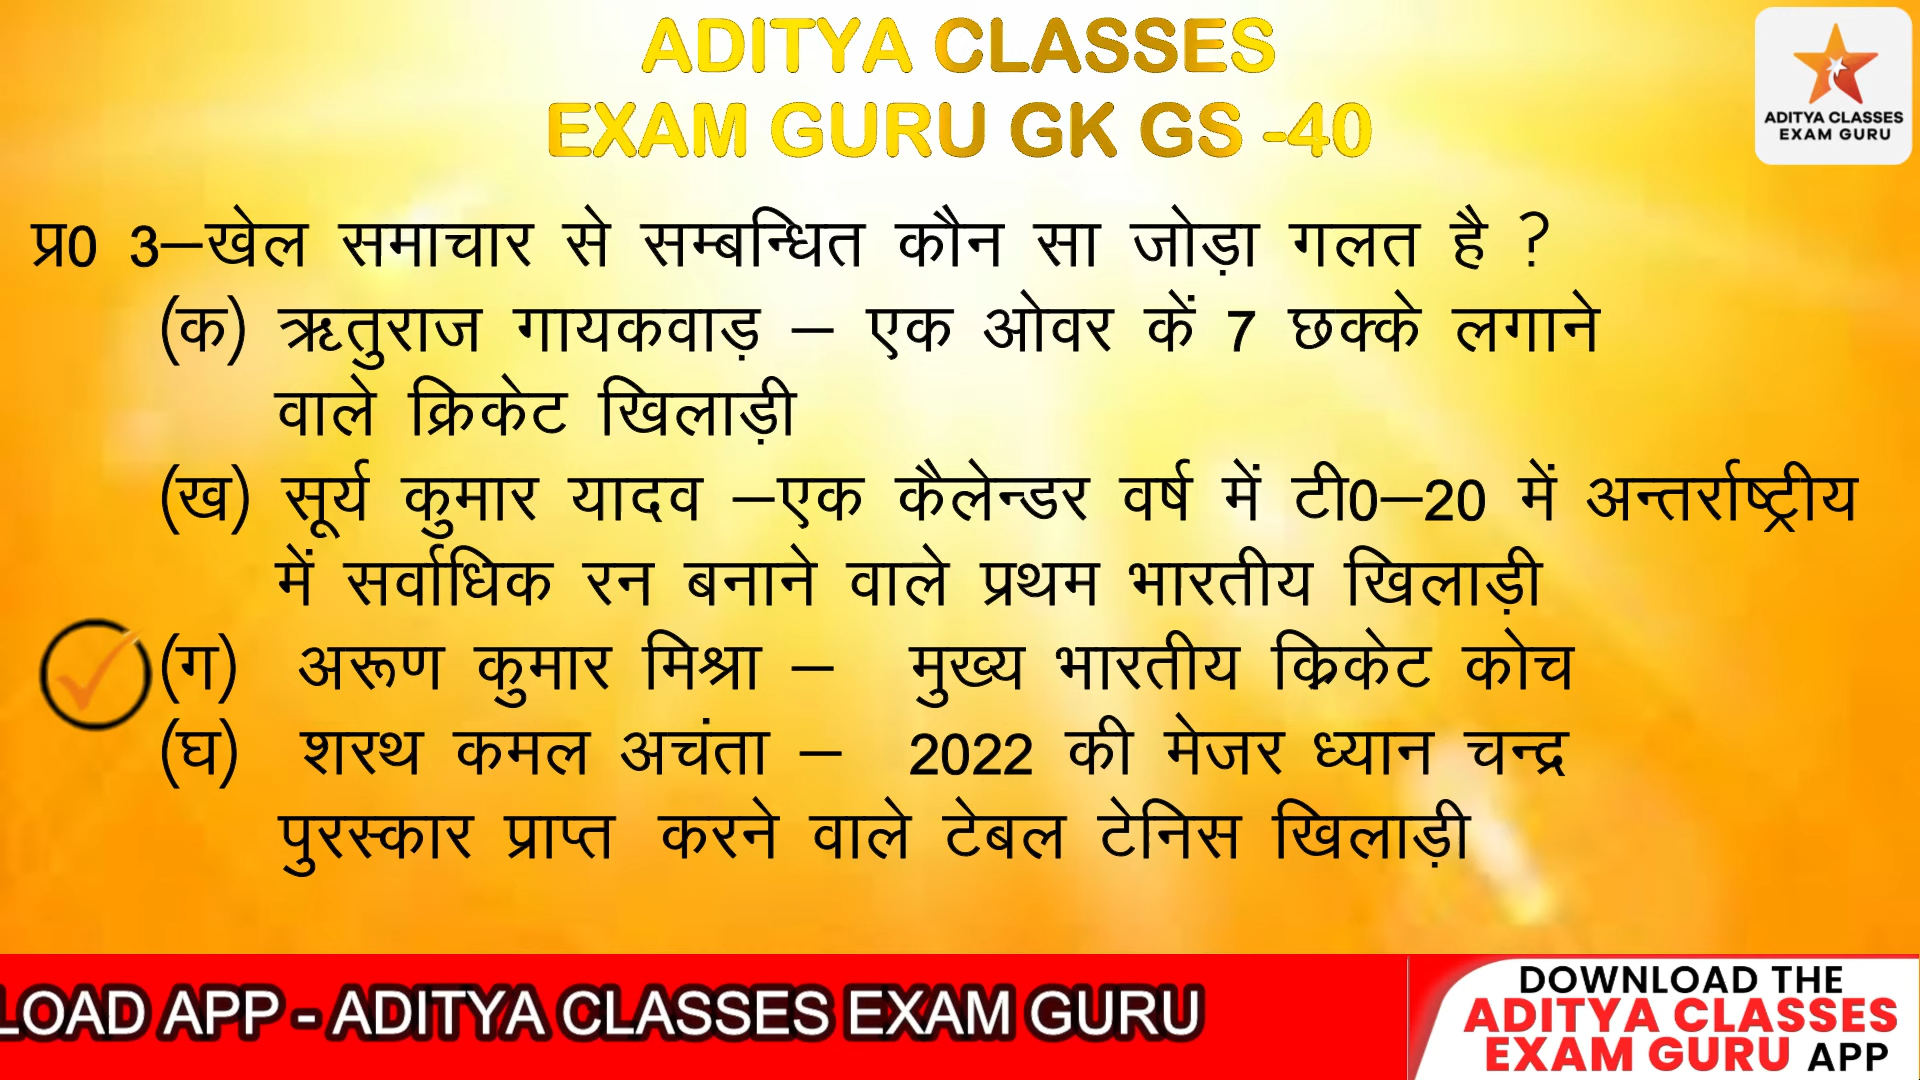 ADITYA CLASSES
EXAM GURU GK GS -40
ADITYA CLASSES
EXAM GURU
प्र0 3–खेल समाचार से सम्बन्धित कौन सा जोड़ा गलत है ?
(क) ऋतुराज गायकवाड़ – एक ओवर कें 7 छक्के लगाने
वाले क्रिकेट खिलाड़ी
(ख) सूर्य कुमार यादव –एक कैलेन्डर वर्ष में टी0–20 में अन्तर्राष्ट्रीय
में सर्वाधिक रन बनाने वाले प्रथम भारतीय खिलाड़ी
(ग) अरूण कुमार मिश्रा – मुख्य भारतीय क्रिकेट कोच
(घ) शरथ कमल अचंता – 2022 की मेजर ध्यान चन्द्र
पुरस्कार प्राप्त करने वाले टेबल टेनिस खिलाड़ी
LOAD APP - ADITYA CLASSES EXAM GURU
DOWNLOAD THE
ADITYA CLASSES
EXAM GURU APP